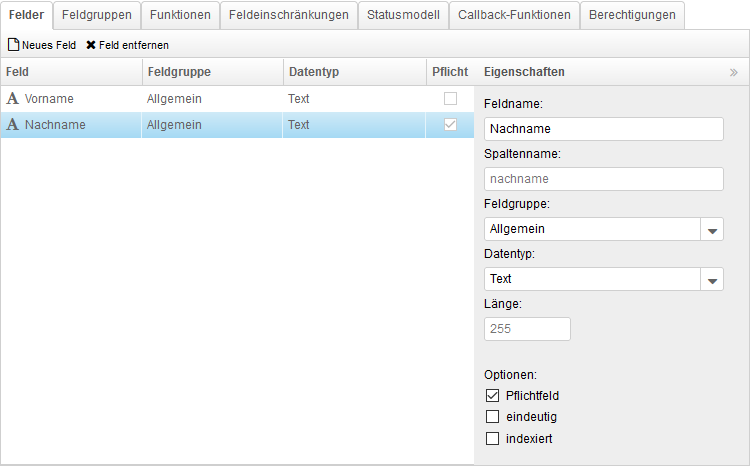 Felder Feldgruppen Funktionen Feldeinschränkungen Statusmodell Callback-Funktionen Berechtigungen
Neues Feld Feld entfernen
Feld Feldgruppe Datentyp Pflicht Eigenschaften »
A Vorname Allgemein Text
A Nachname Allgemein Text
Feldname:
Nachname
Spaltenname:
nachname
Feldgruppe:
Allgemein
Datentyp:
Text
Länge:
255
Optionen:
Pflichtfeld
eindeutig
indexiert